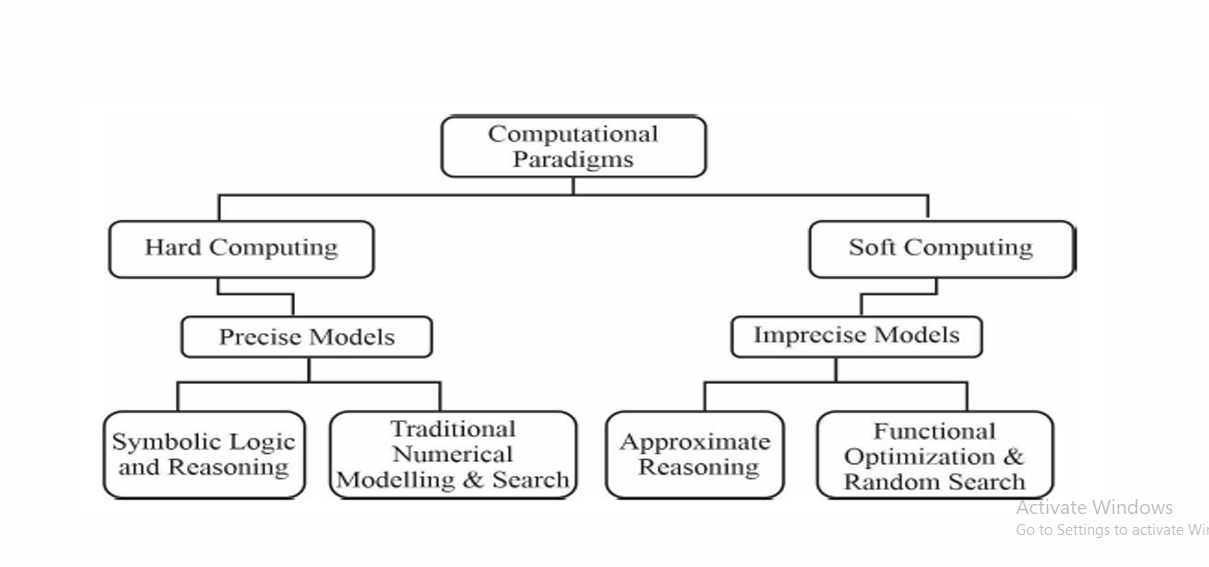 Computational
Paradigms
Hard Computing
Soft Computing
Precise Models
Imprecise Models
Symbolic Logic
and Reasoning
Traditional
Numerical
Modelling & Search
Approximate
Reasoning
Functional
Optimization &
Random Search
Activate Windows
Go to Settings to activate Wi